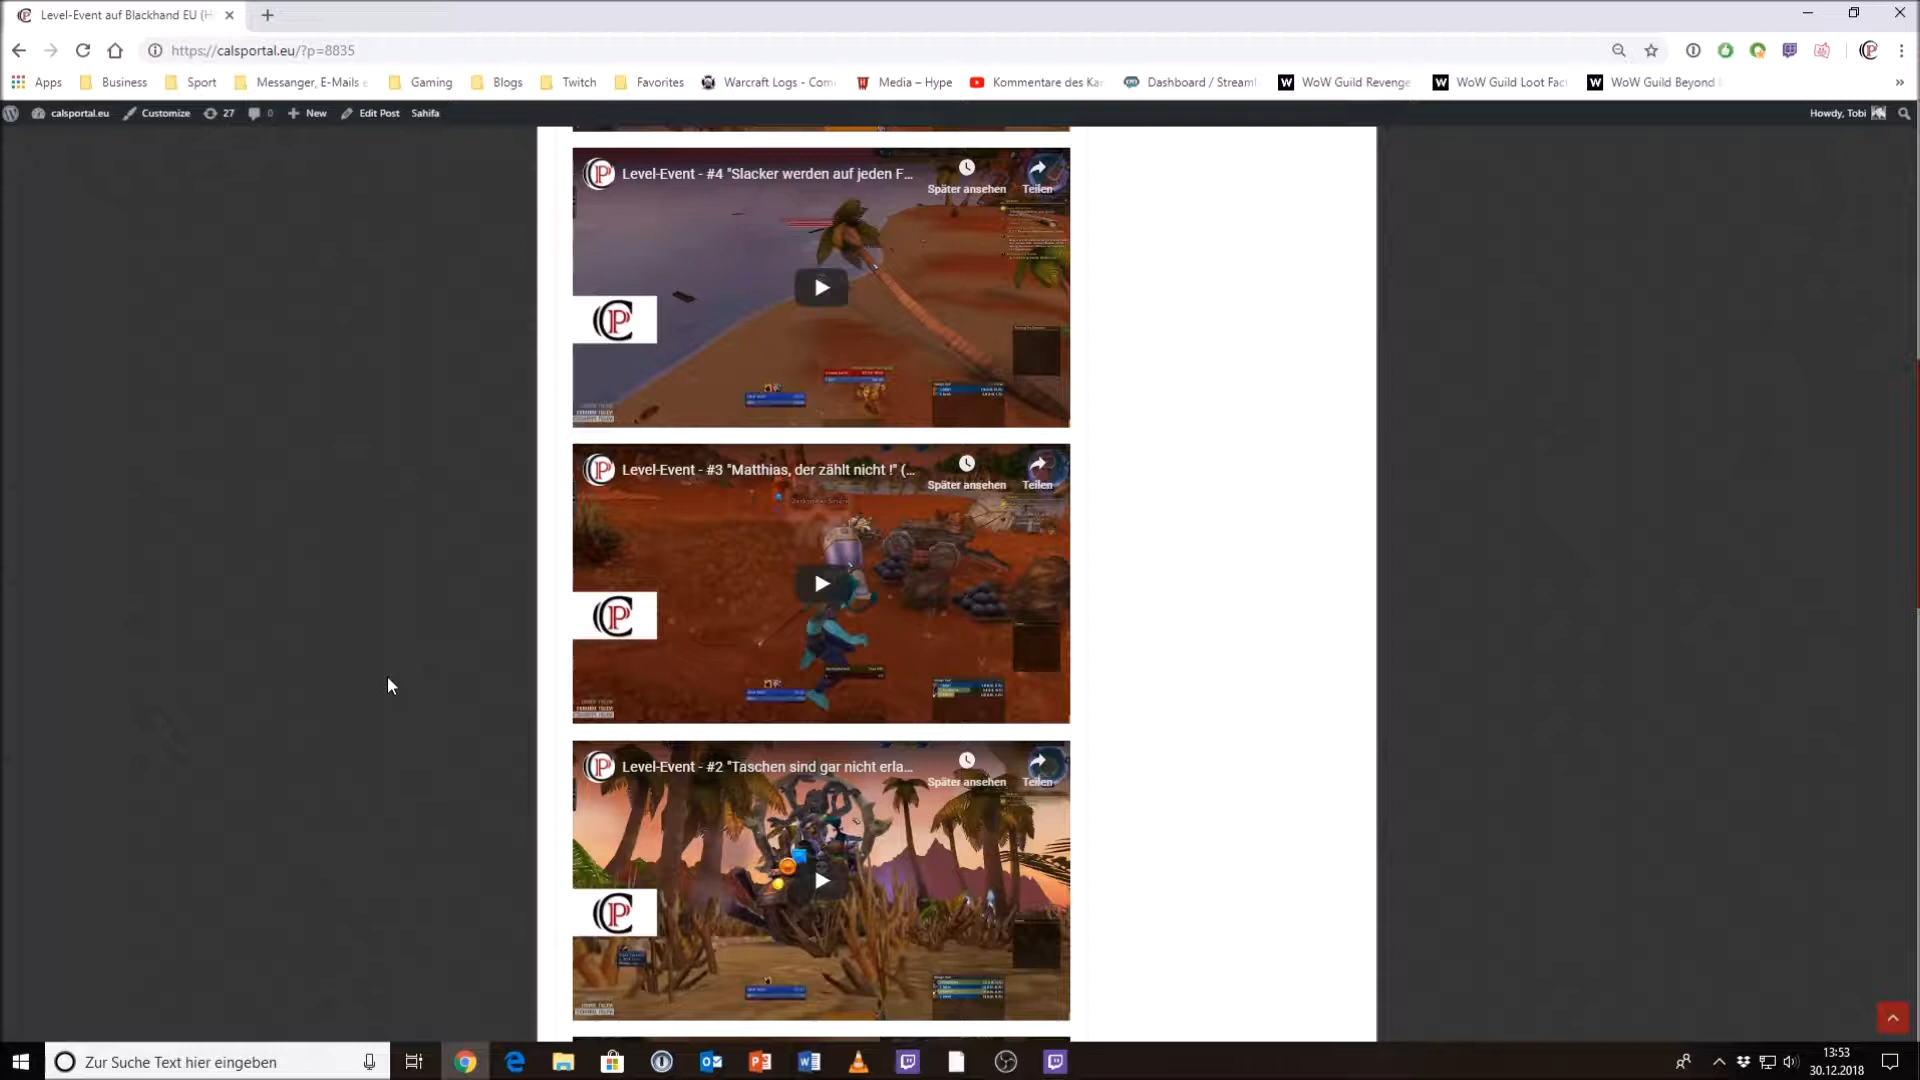 Level-Event auf Blackhand EU (H
https://calsportal.eu/?p=8835
Apps
Business
Sport
Messanger, E-Mails e
Gaming
Blogs
Twitch
Favorites
Warcraft Logs - Com
Media – Hype
Kommentare des Ka
Dashboard / Streaml
WoW Guild Revenge
WoW Guild Loot Fac
WoW Guild Beyond
calsportal.eu
Customize
27
0
New
Edit Post
Sahifa
Howdy, Tobi
Level-Event - #4 "Slacker werden auf jeden F...
Später ansehen
Teilen
Level-Event - #3 "Matthias, der zählt nicht !" (...
Später ansehen
Teilen
Level-Event - #2 "Taschen sind gar nicht erla...
Später ansehen
Teilen
Zur Suche Text hier eingeben
13:53
30.12.2018